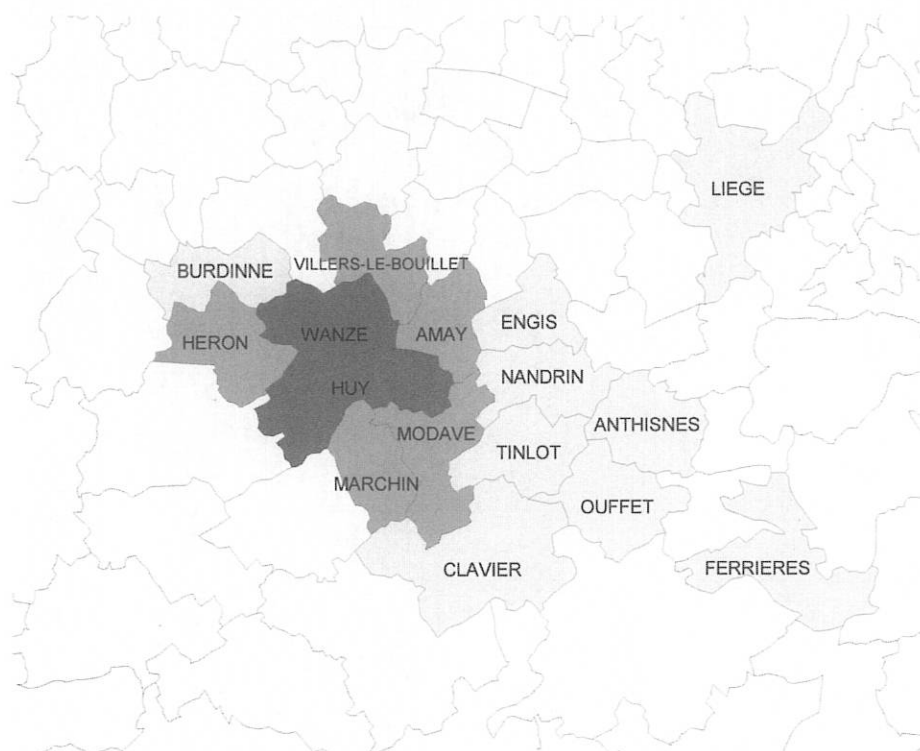 LIEGE
BURDINNE
VILLERS-LE-BOUILLET
ENGIS
WANZE
AMAY
HERON
NANDRIN
HUY
ANTHISNES
MODAVE
TINLOT
MARCHIN
OUFFET
CLAVIER
FERRIERES